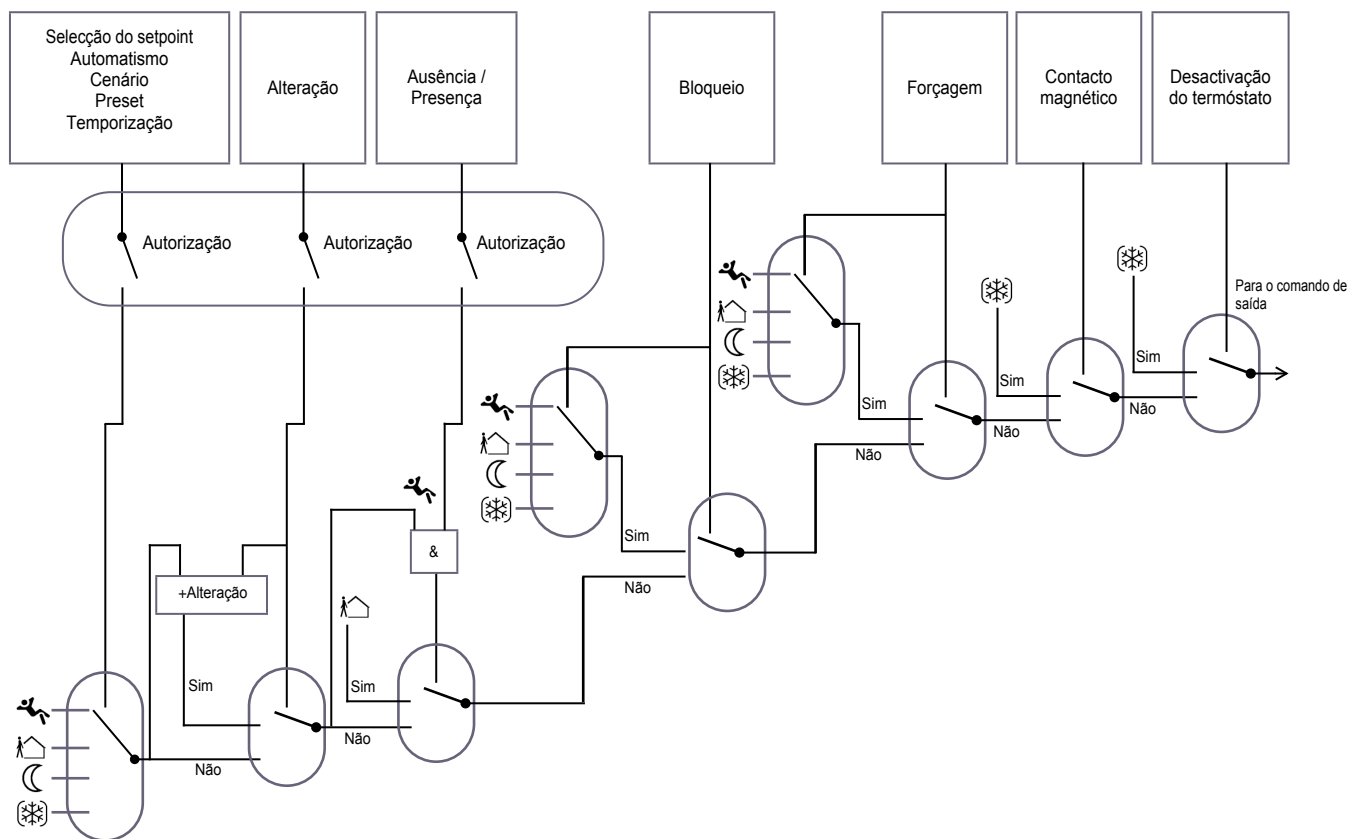 Selecção do setpoint
Automatismo
Cenário
Preset
Temporização
Alteração
Ausência /
Presença
Bloqueio
Forçagem
Contacto
magnético
Desactivação
do termóstato
Autorização
Autorização
Autorização
Para o comando de
saída
Sim
Não
Sim
Não
Sim
Não
Sim
Não
&
+Alteração
Sim
Não
Sim
Não